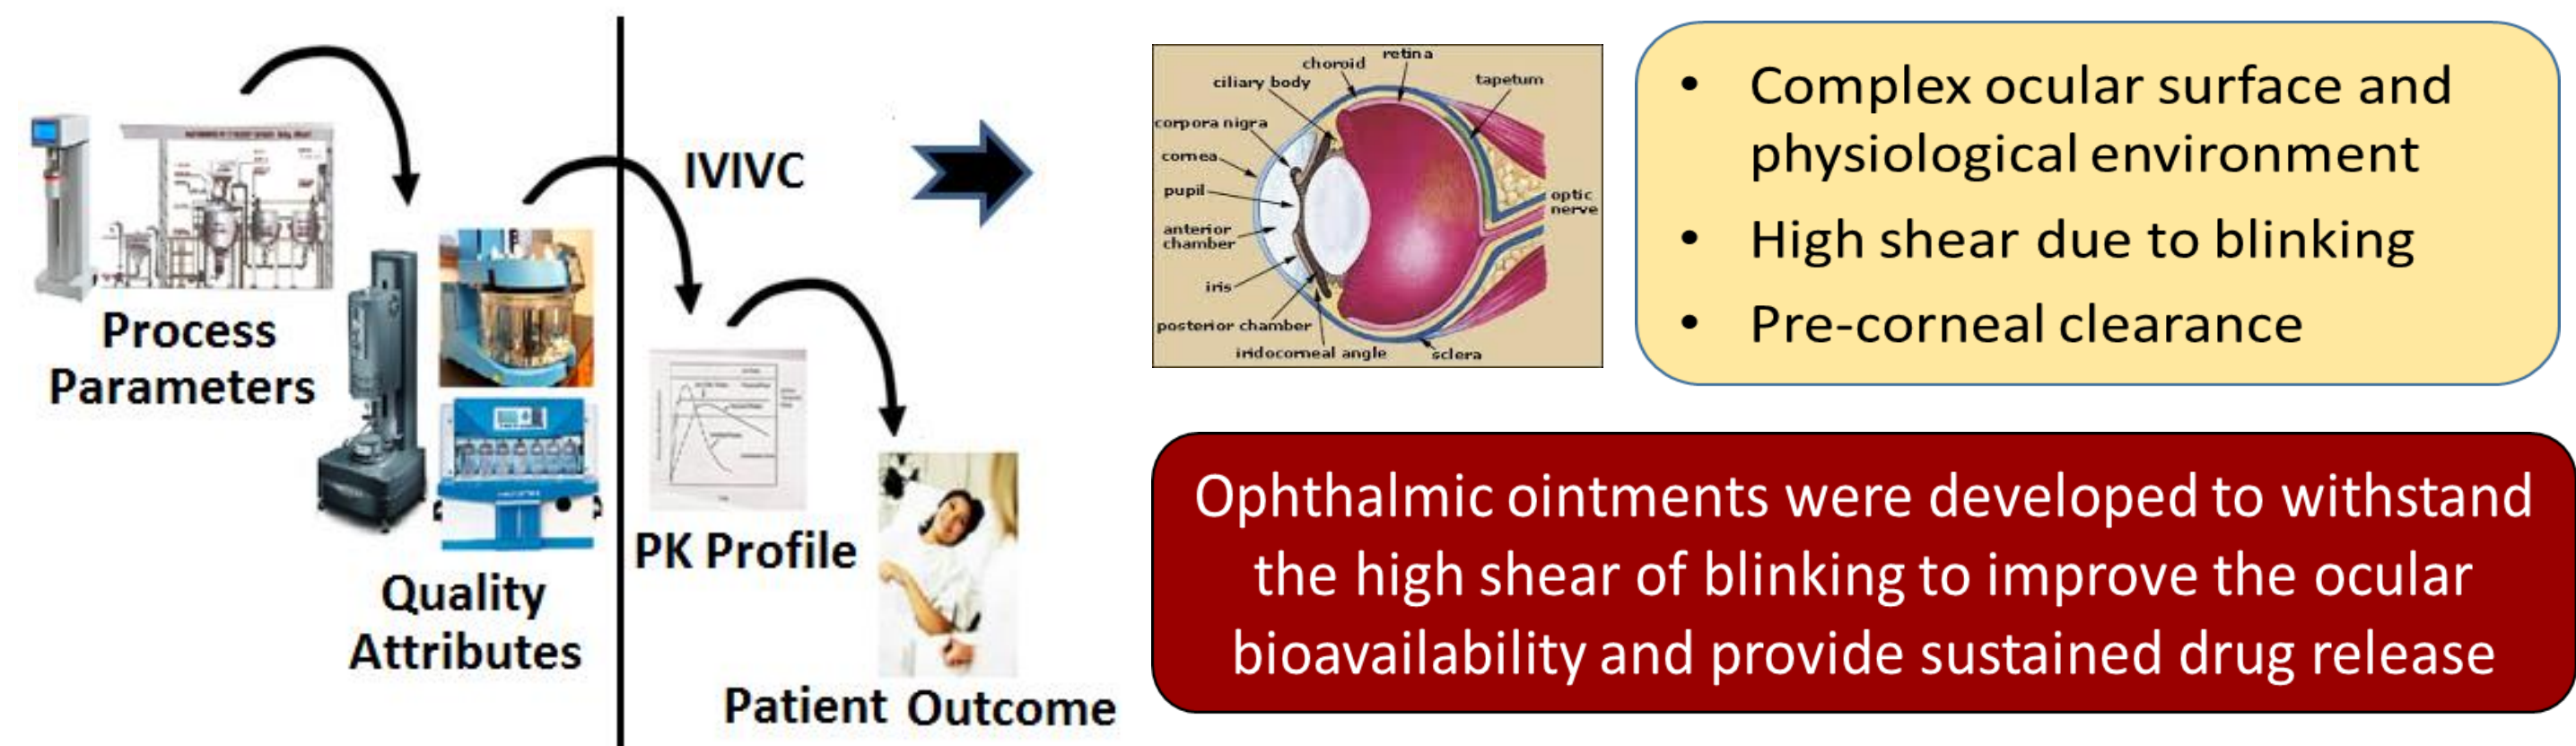 Process
Parameters
Quality
Attributes
IVIVC
PK Profile
Patient Outcome
retina
choroid
ciliary body
tapetum
corpora nigra
cornea
pupil
optic
nerve
anterior
chamber
iris
posterior chamber
iridocorneal angle
sclera
• Complex ocular surface and
physiological environment
• High shear due to blinking
• Pre-corneal clearance
Ophthalmic ointments were developed to withstand
the high shear of blinking to improve the ocular
bioavailability and provide sustained drug release